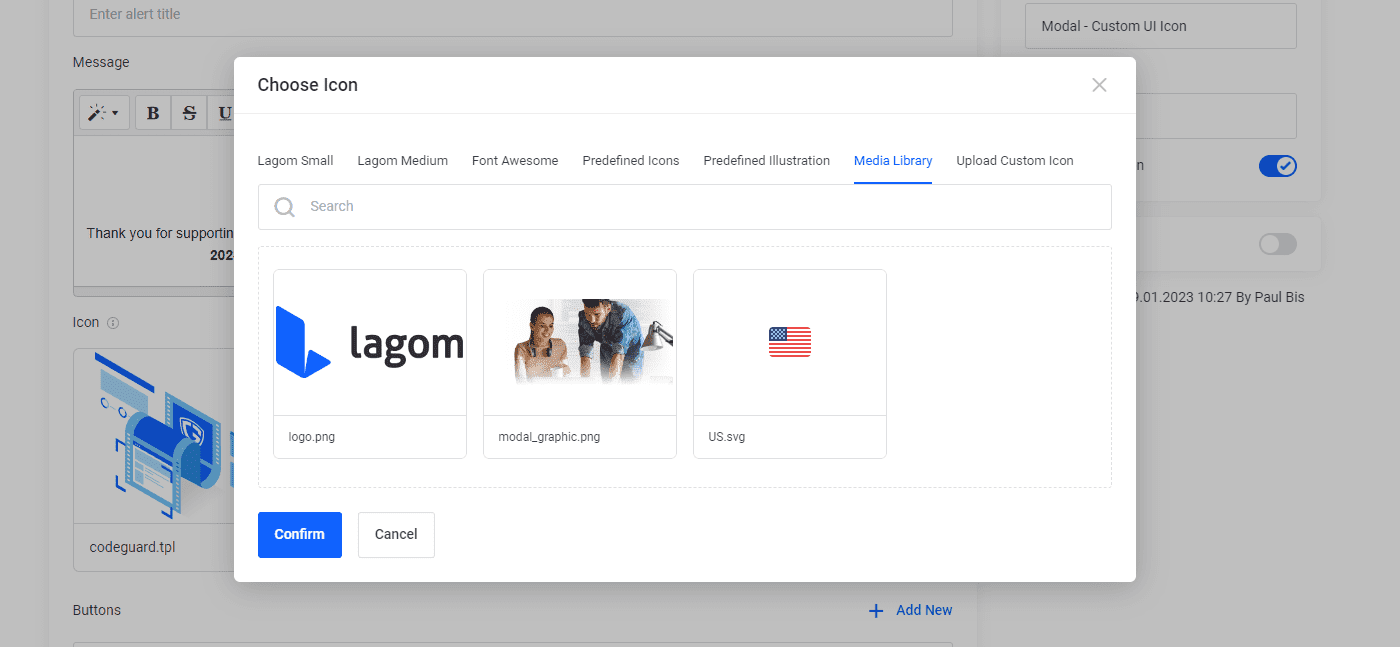 Enter alert title
Modal - Custom UI Icon
Message
Choose Icon
B S U
Lagom Small Lagom Medium Font Awesome Predefined Icons Predefined Illustration Media Library Upload Custom Icon
Search
Thank you for
lagom
Icon
9.01.2023 10:27 By Paul Bis
logo.png modal_graphic.png US.svg
Confirm Cancel
codeguard.tpl
Buttons
Add New